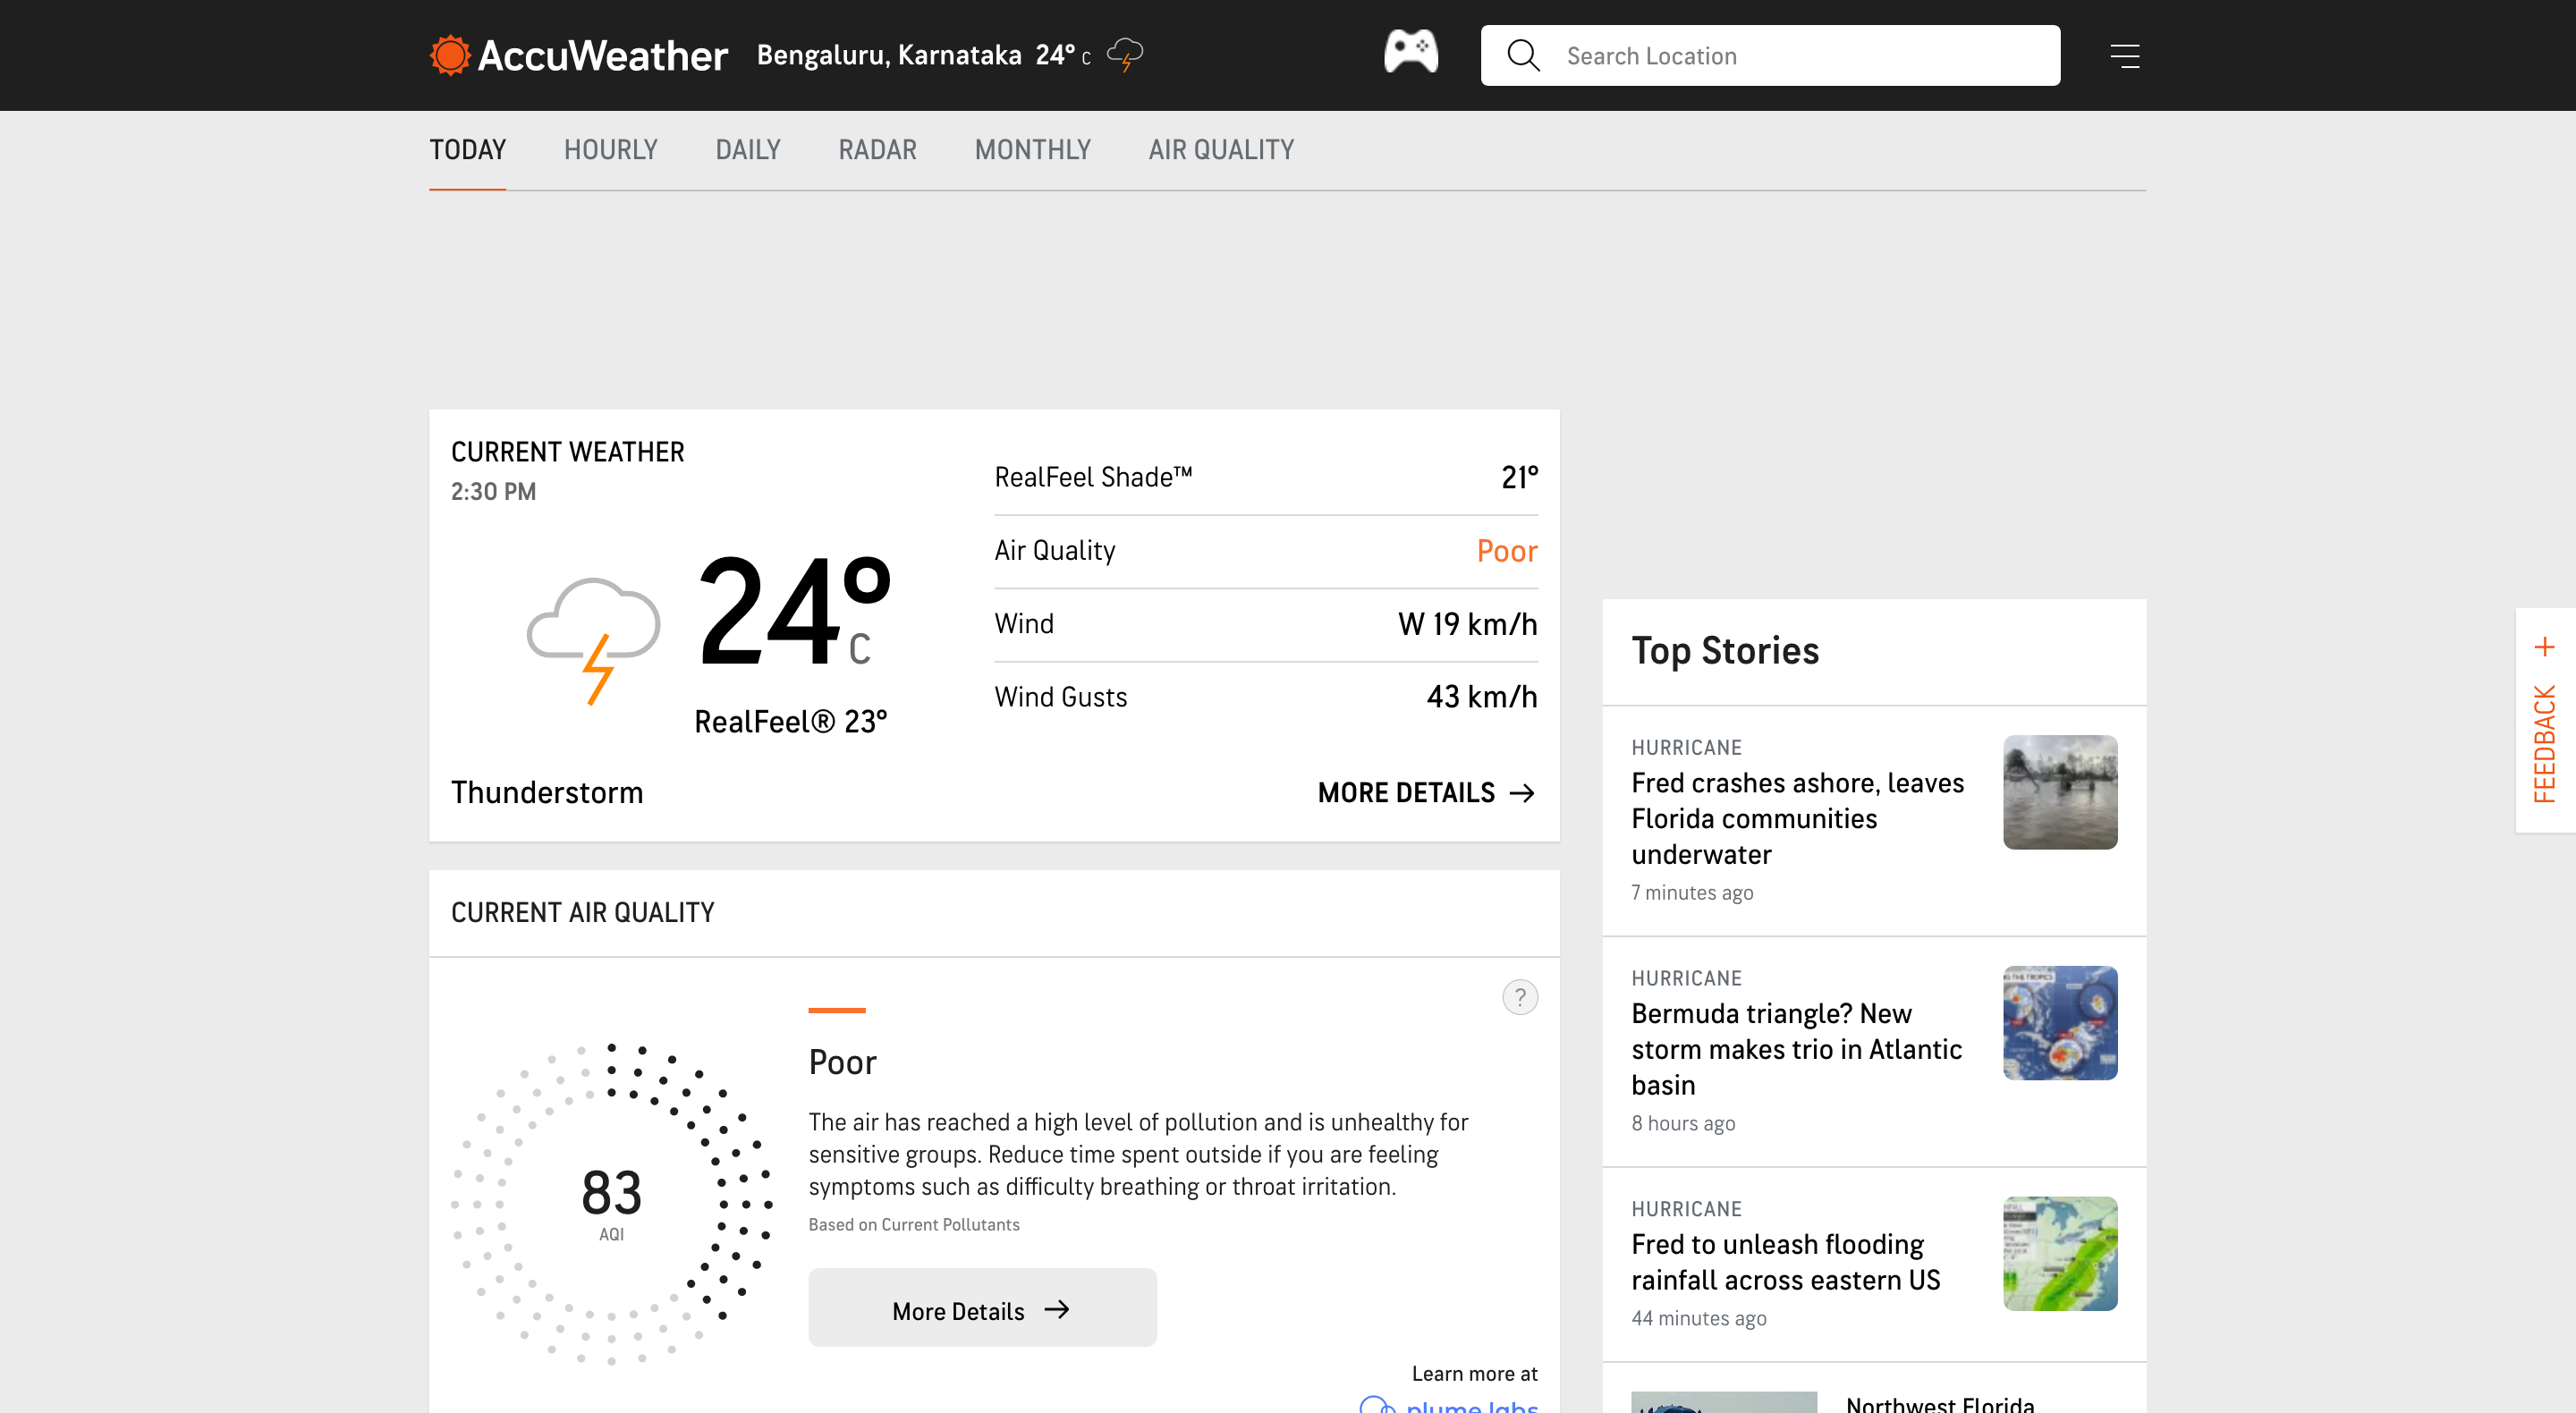 AccuWeather
Bengaluru, Karnataka 24° C
Search Location
TODAY HOURLY DAILY RADAR MONTHLY AIR QUALITY
CURRENT WEATHER
2:30 PM
24° C
RealFeel® 23°
Thunderstorm
RealFeel Shade™ 21°
Air Quality Poor
Wind W 19 km/h
Wind Gusts 43 km/h
MORE DETAILS
CURRENT AIR QUALITY
?
83
AQI
Poor
The air has reached a high level of pollution and is unhealthy for
sensitive groups. Reduce time spent outside if you are feeling
symptoms such as difficulty breathing or throat irritation.
Based on Current Pollutants
More Details
Learn more at
plume labs
Top Stories
HURRICANE
Fred crashes ashore, leaves
Florida communities
underwater
7 minutes ago
HURRICANE
Bermuda triangle? New
storm makes trio in Atlantic
basin
8 hours ago
HURRICANE
Fred to unleash flooding
rainfall across eastern US
44 minutes ago
Northwest Florida
FEEDBACK +